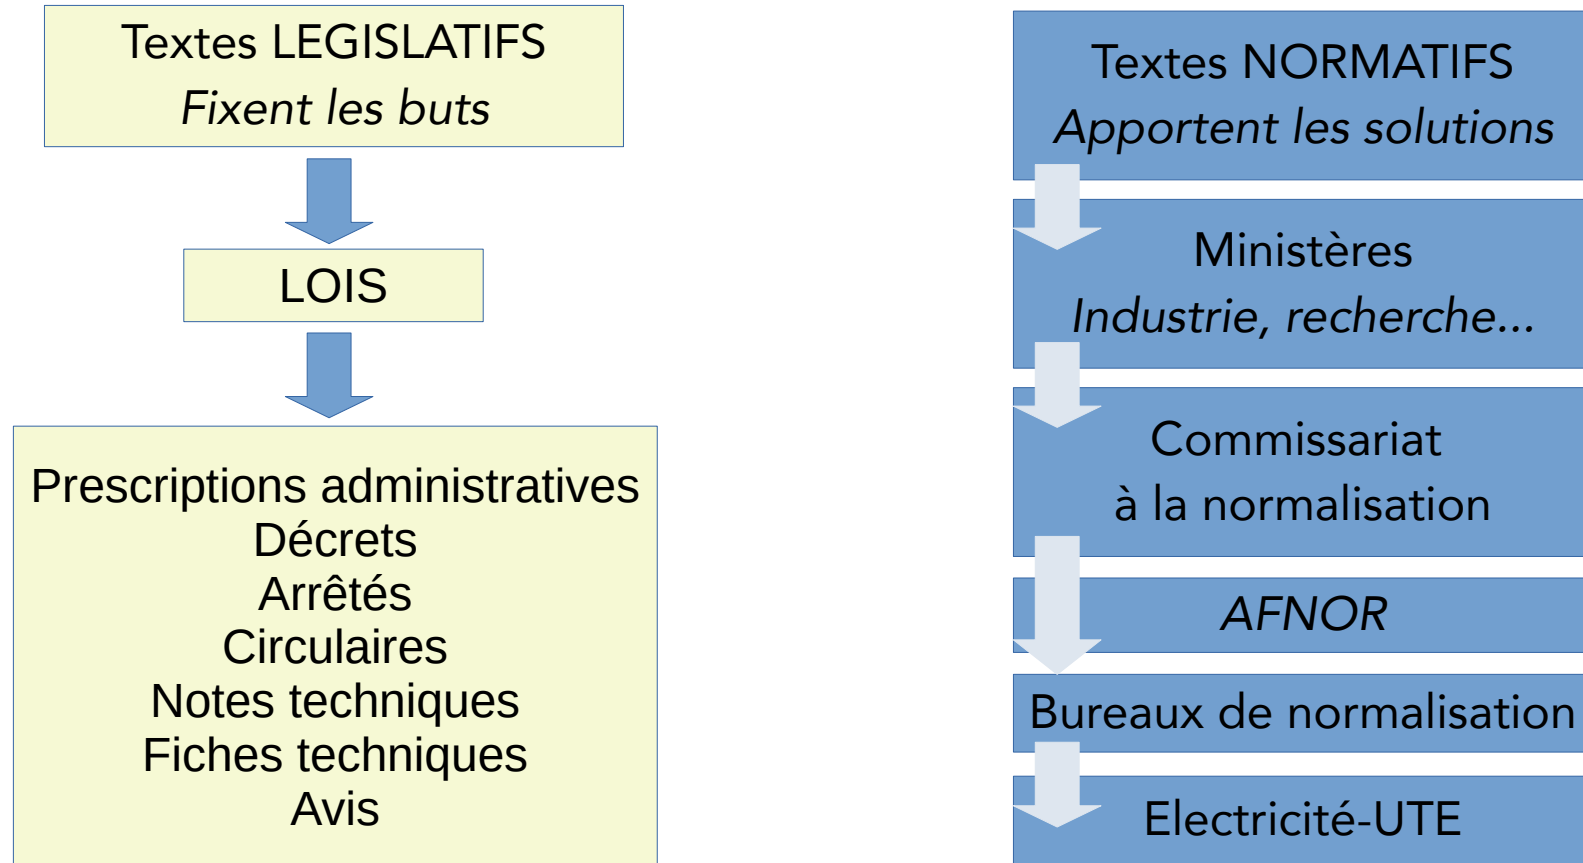 Textes LEGISLATIFS
Fixent les buts
LOIS
Prescriptions administratives
Décrets
Arrêtés
Circulaires
Notes techniques
Fiches techniques
Avis
Textes NORMATIFS
Apportent les solutions
Ministères
Industrie, recherche...
Commissariat
à la normalisation
AFNOR
Bureaux de normalisation
Electricité-UTE